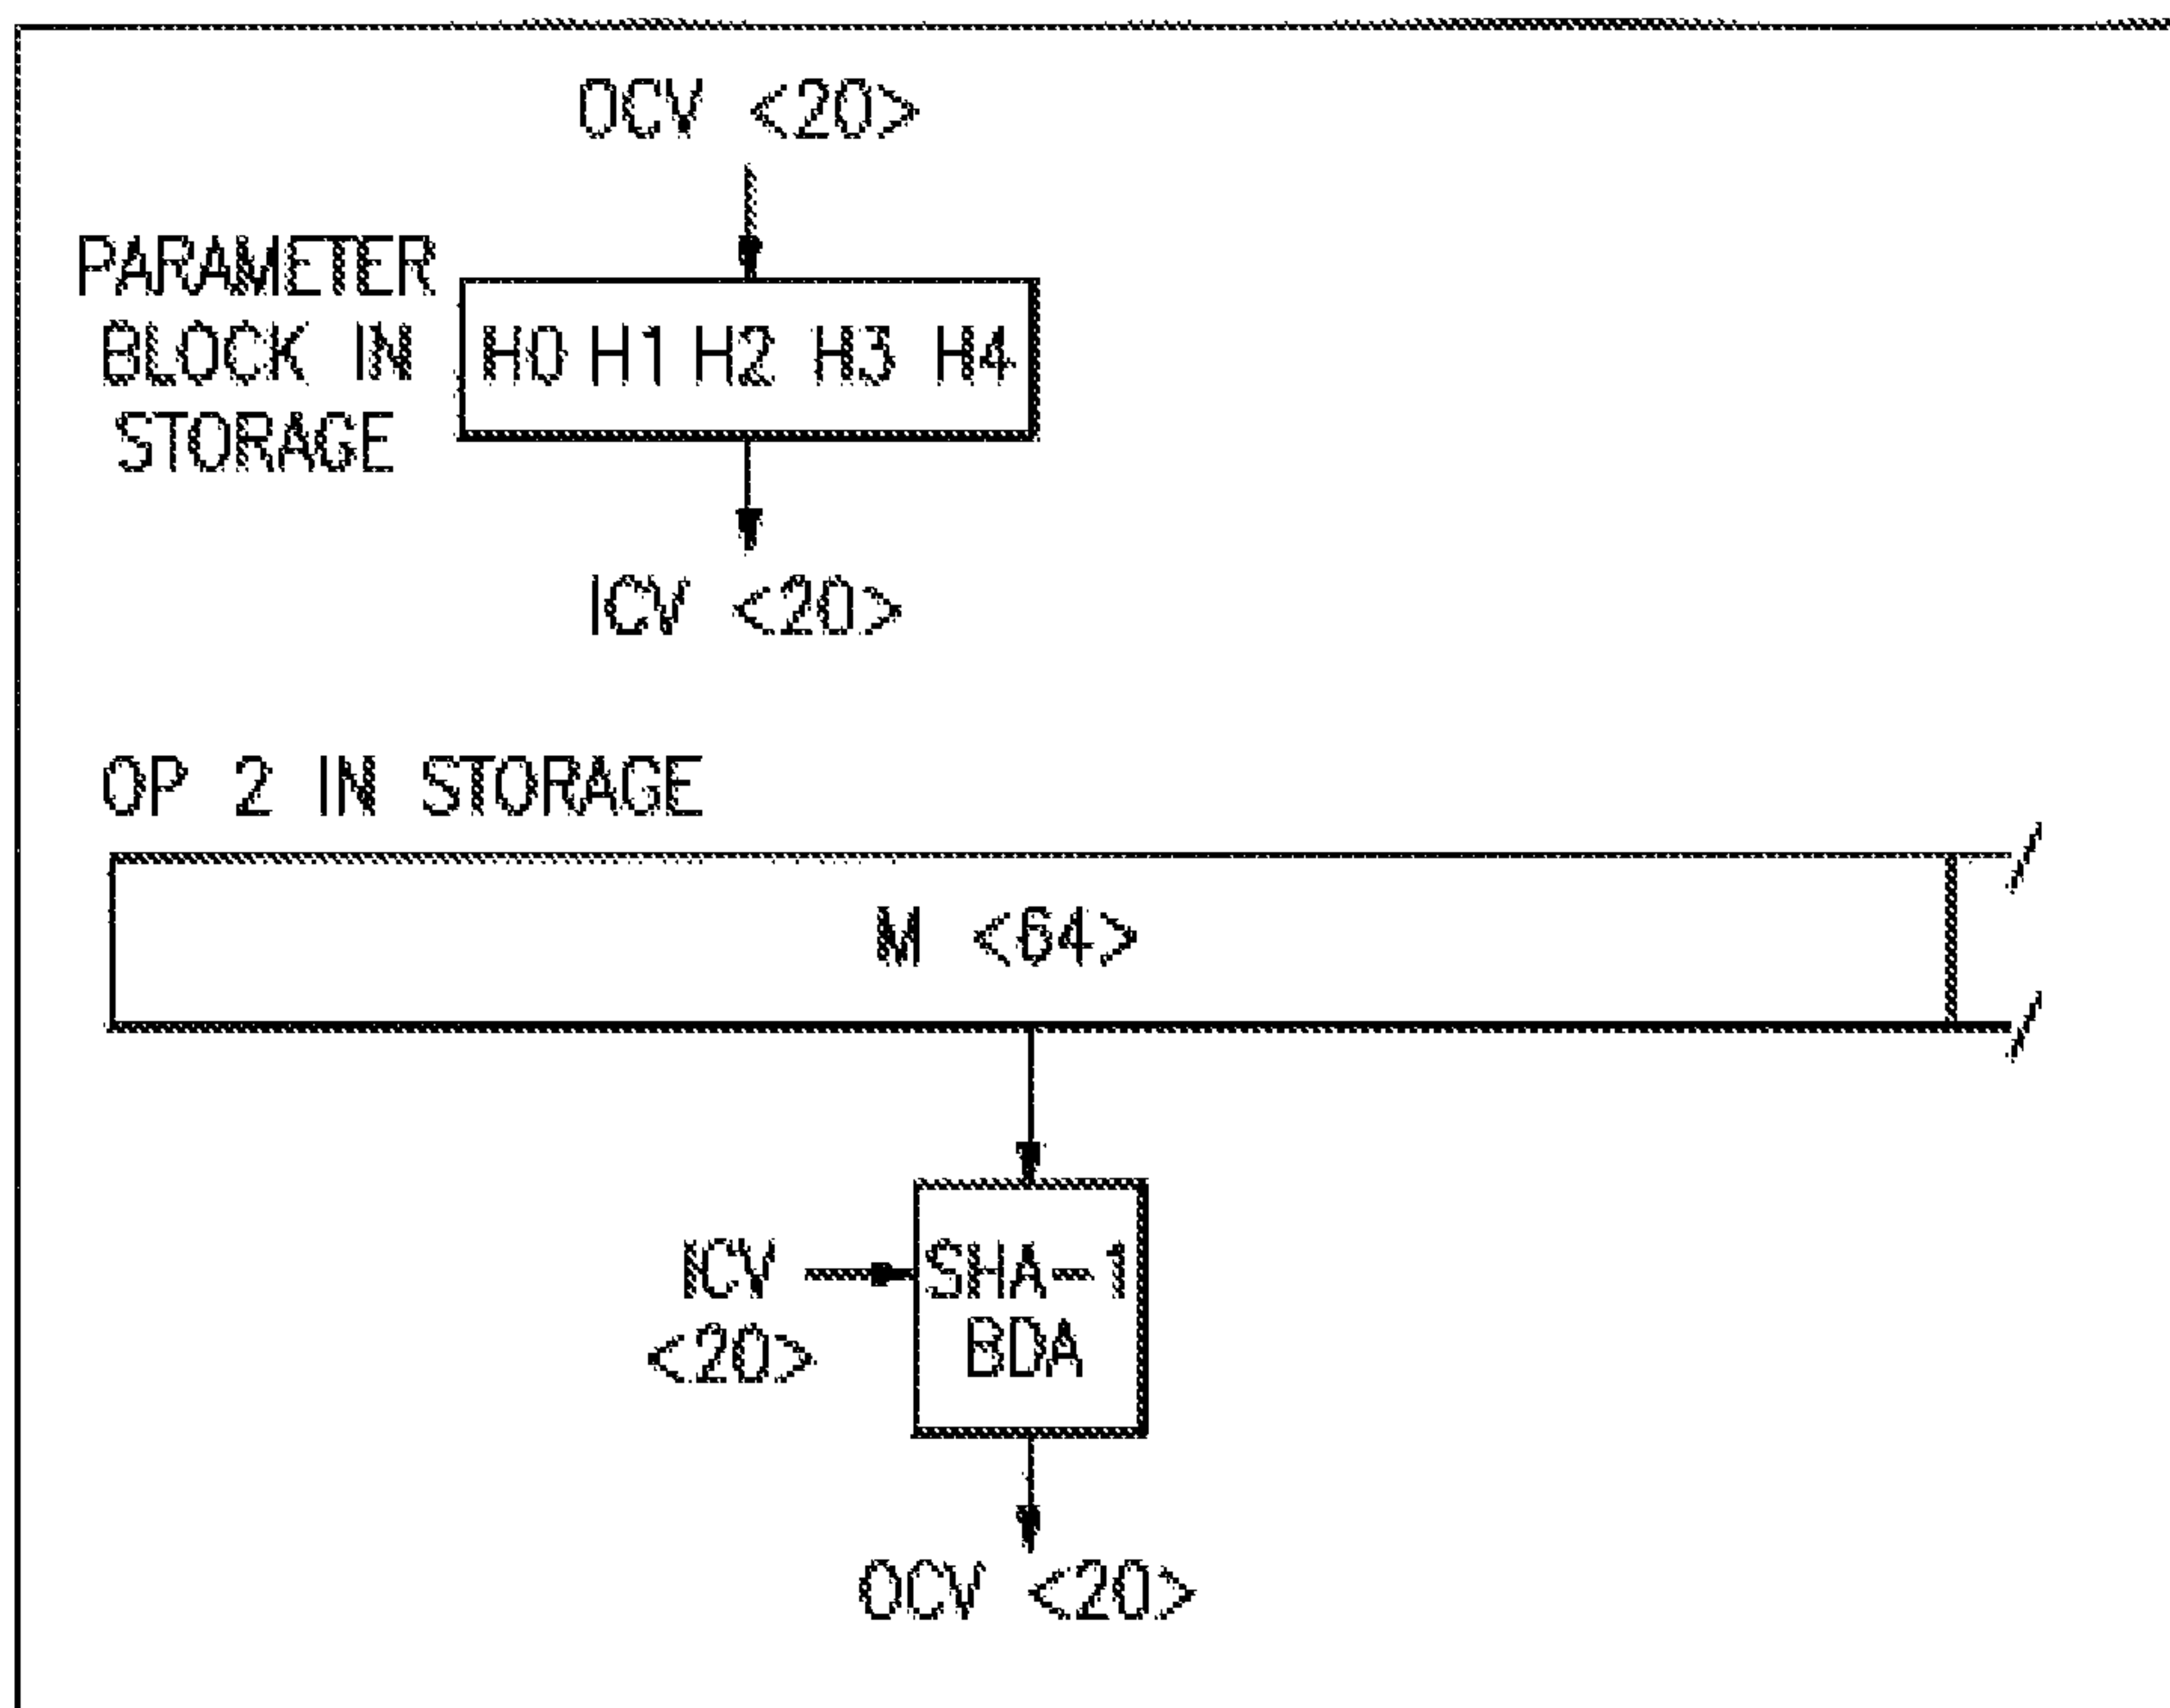 OCV <20>
PARAMETER
BLOCK IN
STORAGE
H0 H1 H2 H3 H4
ICV <20>
OP 2 IN STORAGE
M <64>
ICV
<20>
SHA-1
BDA
OCV <20>